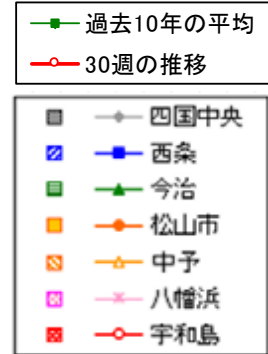 過去10年の平均
30週の推移
四国中央
西条
今治
松山市
中予
八幡浜
宇和島